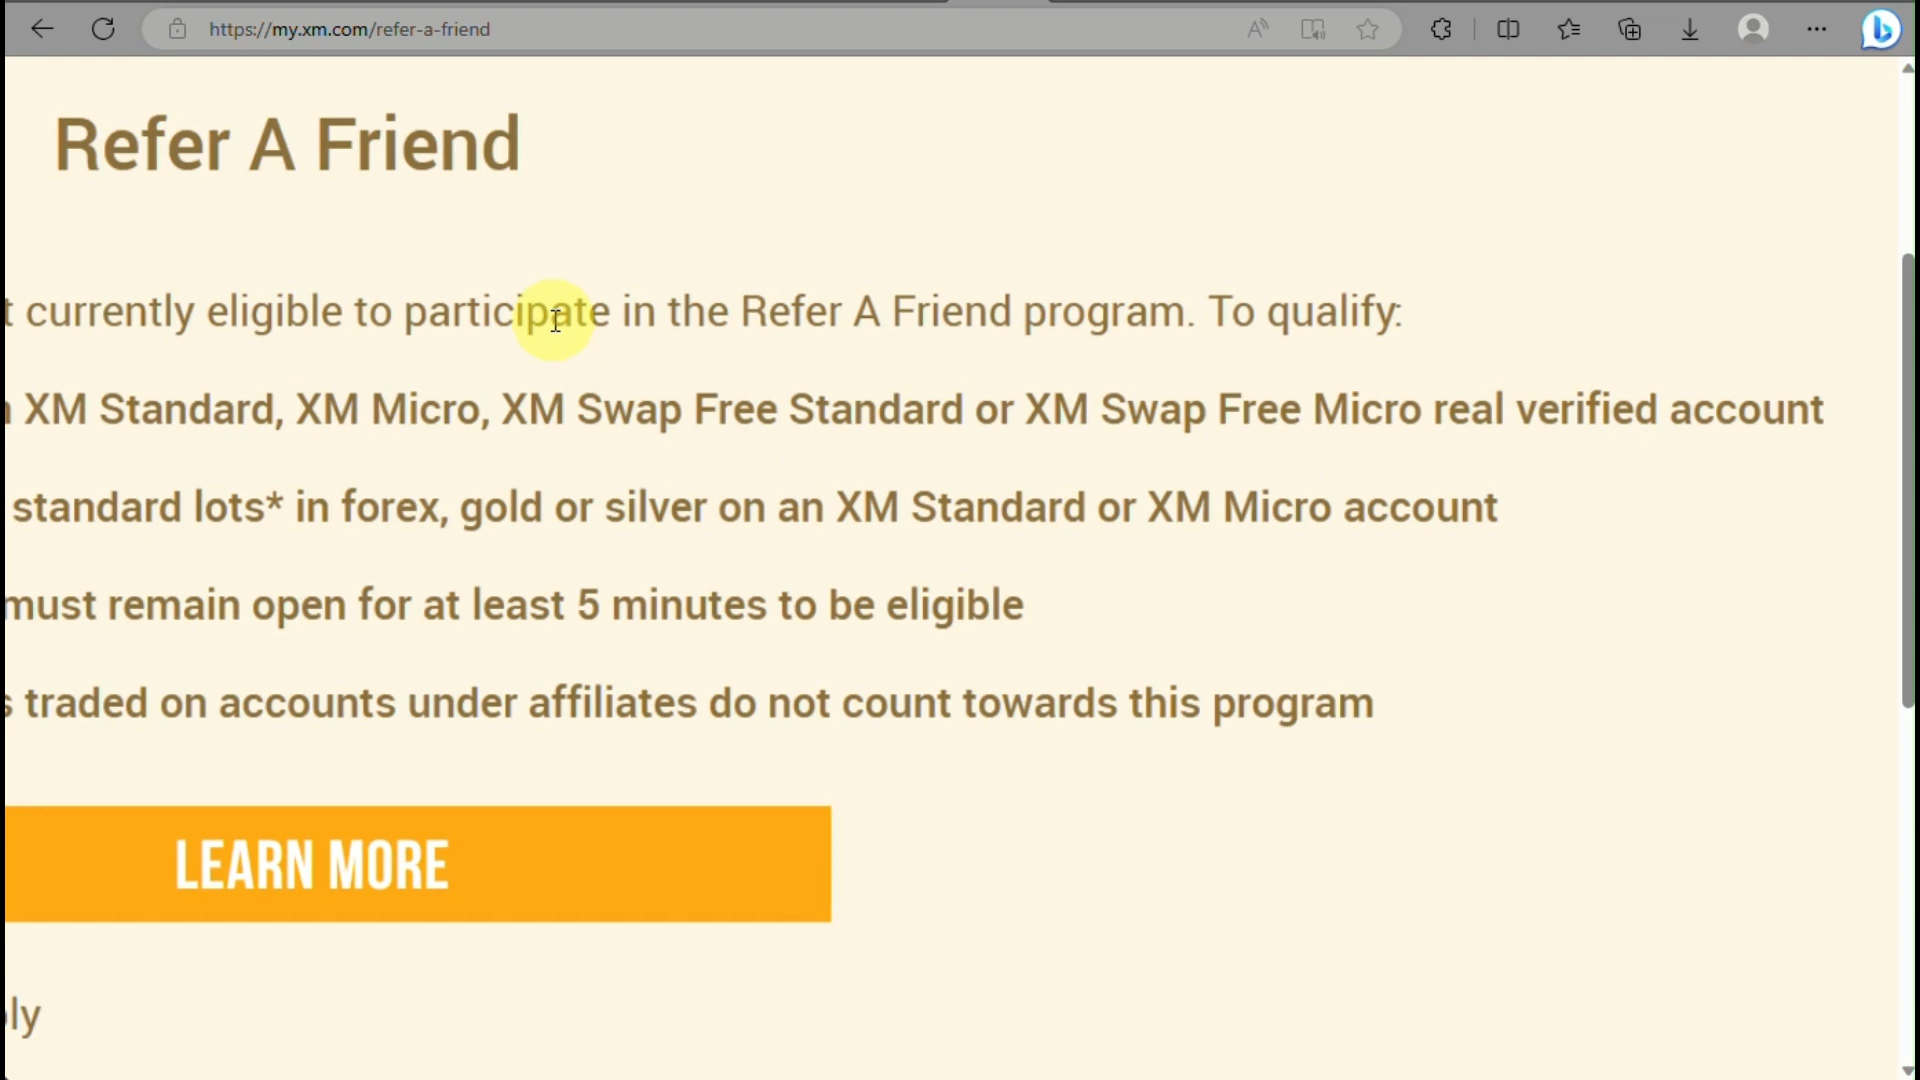 https://my.xm.com/refer-a-friend
Refer A Friend
currently eligible to participate in the Refer A Friend program. To qualify:
XM Standard, XM Micro, XM Swap Free Standard or XM Swap Free Micro real verified account
standard lots* in forex, gold or silver on an XM Standard or XM Micro account
must remain open for at least 5 minutes to be eligible
traded on accounts under affiliates do not count towards this program
LEARN MORE